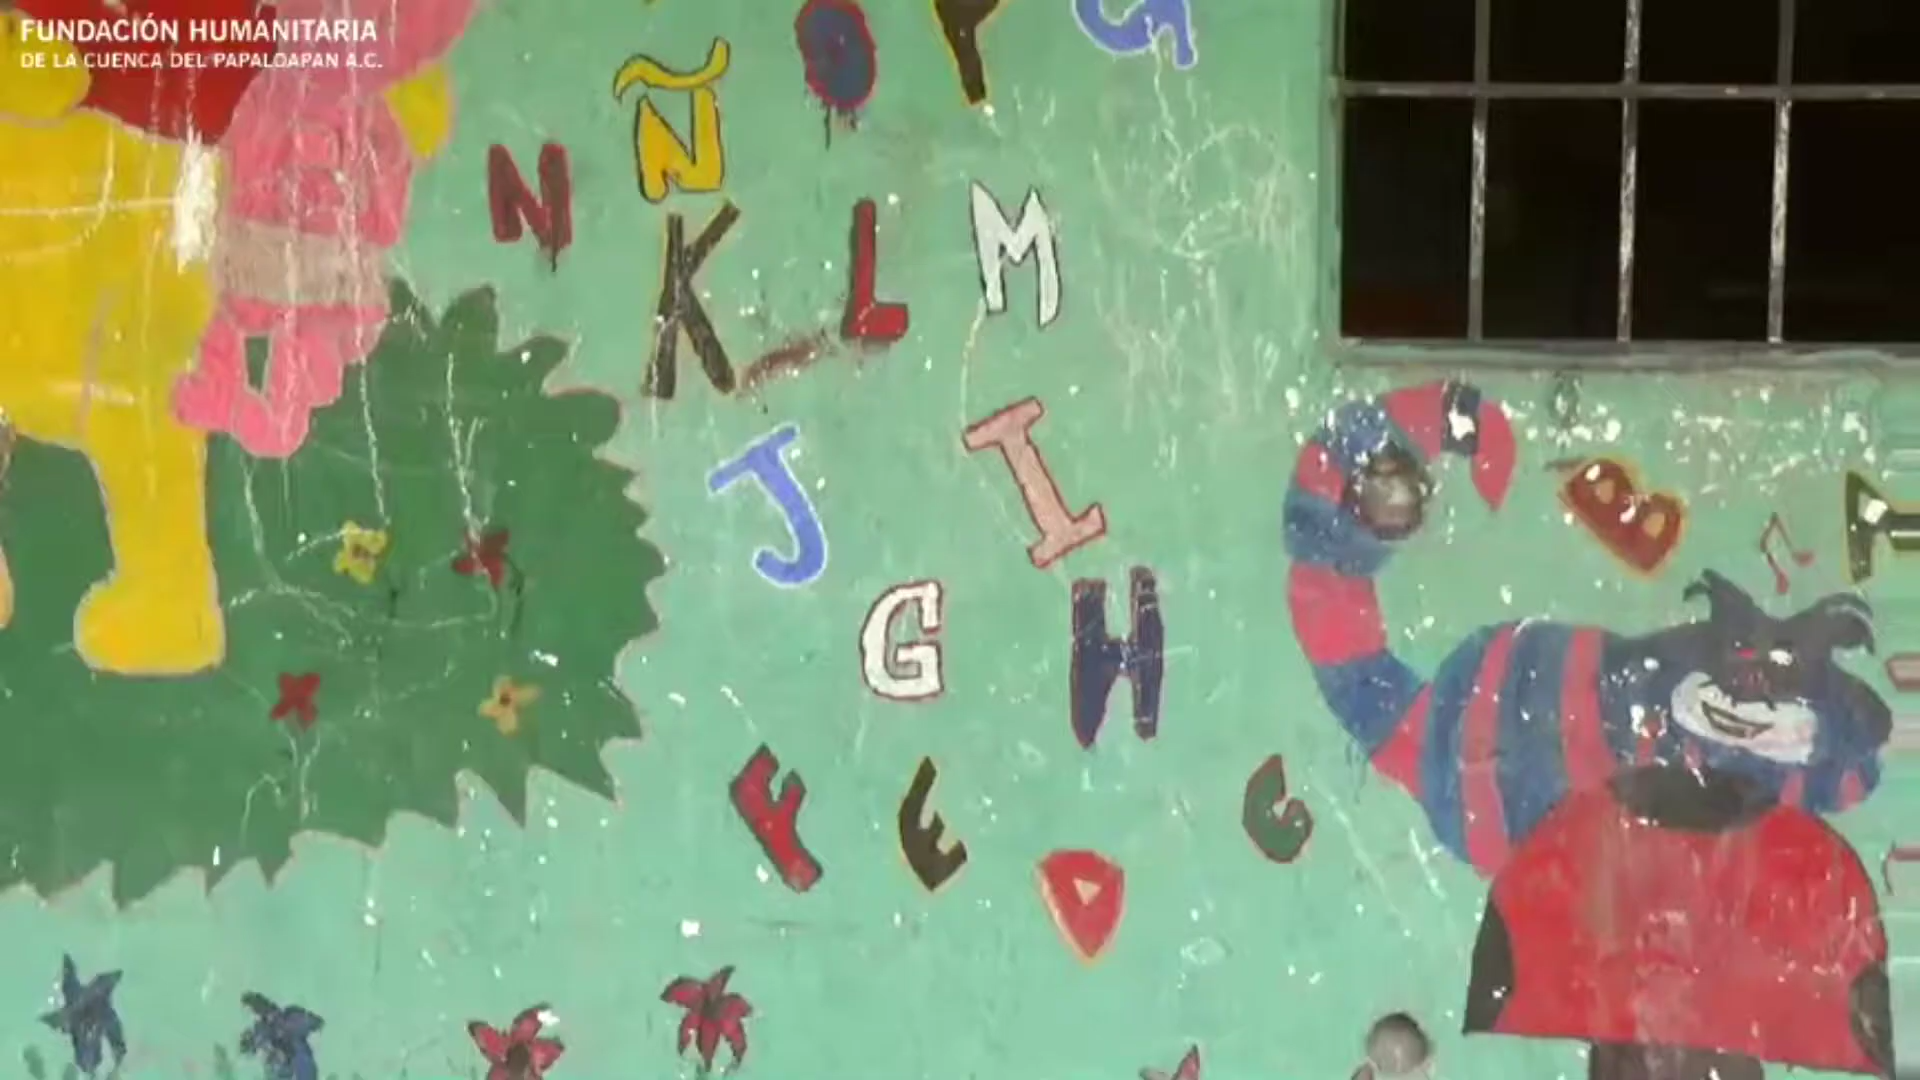 FUNDACIÓN HUMANITARIA
DE LA CUENCA DEL PAPALOAPAN A.C.
O P Q
N Ñ
K L M
J I
G H
F E D C
B A